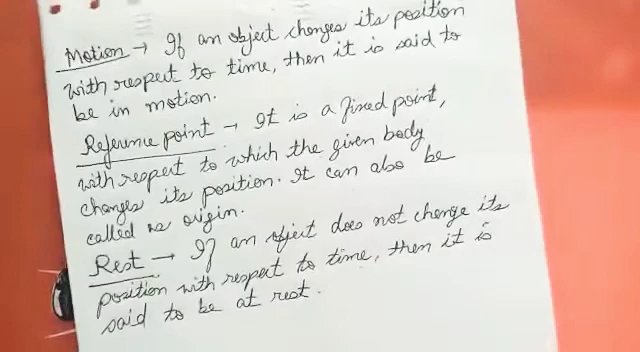 Motion → If an object changes its position
with respect to time, then it is said to
be in motion.
Reference point → It is a fixed point,
with respect to which the given body
changes its position. It can also be
called as origin.
Rest → If an object does not change its
position with respect to time, then it is
said to be at rest.